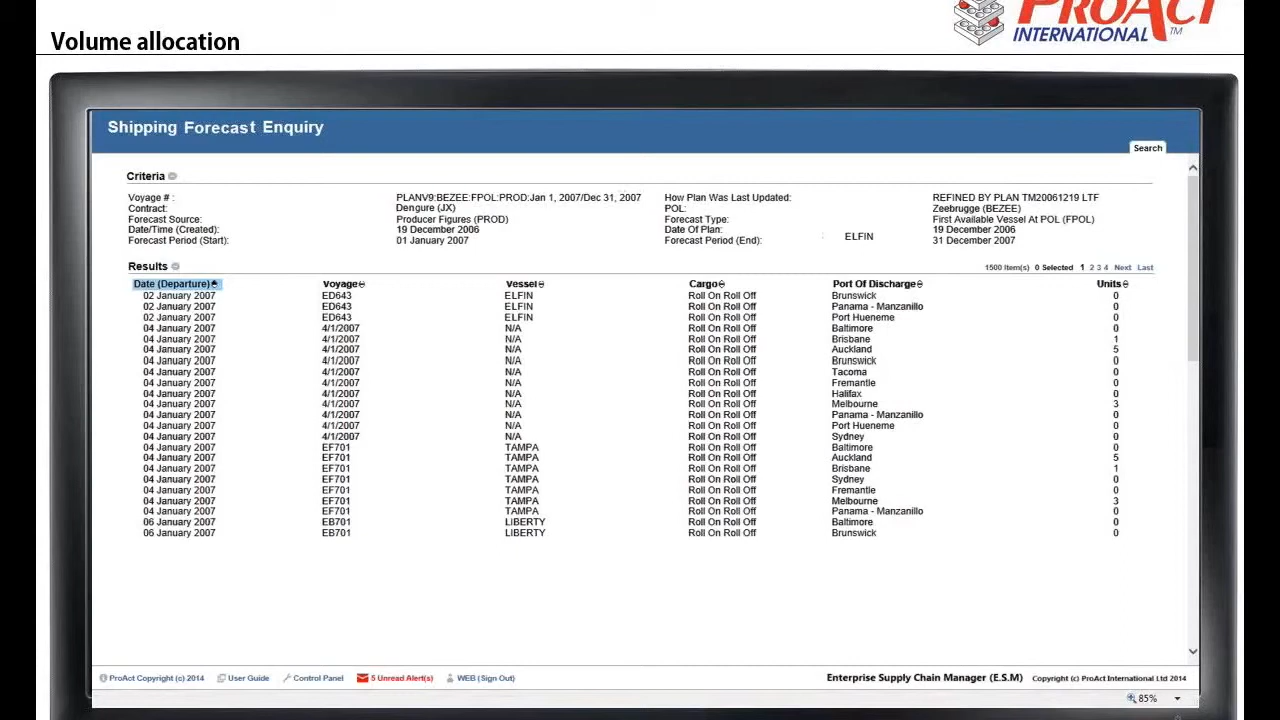 PROACT
INTERNATIONAL TM
Volume allocation
Shipping Forecast Enquiry
Search
Criteria
Voyage # : PLANV9:BEZEE:FPOL:PROD:Jan 1, 2007/Dec 31, 2007 How Plan Was Last Updated: REFINED BY PLAN TM20061219 LTF
Contract: Dengure (JX) POL: Zeebrugge (BEZEE)
Forecast Source: Producer Figures (PROD) Forecast Type: First Available Vessel At POL (FPOL)
Date/Time (Created): 19 December 2006 Date Of Plan: 19 December 2006
Forecast Period (Start): 01 January 2007 Forecast Period (End): ELFIN 31 December 2007
Results 1500 Item(s) 0 Selected 1 2 3 4 Next Last
Date (Departure) Voyage Vessel Cargo Port Of Discharge Units
02 January 2007 ED643 ELFIN Roll On Roll Off Brunswick 0
02 January 2007 ED643 ELFIN Roll On Roll Off Panama - Manzanillo 0
02 January 2007 ED643 ELFIN Roll On Roll Off Port Hueneme 0
04 January 2007 4/1/2007 N/A Roll On Roll Off Baltimore 0
04 January 2007 4/1/2007 N/A Roll On Roll Off Brisbane 1
04 January 2007 4/1/2007 N/A Roll On Roll Off Auckland 5
04 January 2007 4/1/2007 N/A Roll On Roll Off Brunswick 0
04 January 2007 4/1/2007 N/A Roll On Roll Off Tacoma 0
04 January 2007 4/1/2007 N/A Roll On Roll Off Fremantle 0
04 January 2007 4/1/2007 N/A Roll On Roll Off Halifax 0
04 January 2007 4/1/2007 N/A Roll On Roll Off Melbourne 3
04 January 2007 4/1/2007 N/A Roll On Roll Off Panama - Manzanillo 0
04 January 2007 4/1/2007 N/A Roll On Roll Off Port Hueneme 0
04 January 2007 4/1/2007 N/A Roll On Roll Off Sydney 0
04 January 2007 EF701 TAMPA Roll On Roll Off Baltimore 0
04 January 2007 EF701 TAMPA Roll On Roll Off Auckland 5
04 January 2007 EF701 TAMPA Roll On Roll Off Brisbane 1
04 January 2007 EF701 TAMPA Roll On Roll Off Sydney 0
04 January 2007 EF701 TAMPA Roll On Roll Off Fremantle 0
04 January 2007 EF701 TAMPA Roll On Roll Off Melbourne 3
04 January 2007 EF701 TAMPA Roll On Roll Off Panama - Manzanillo 0
06 January 2007 EB701 LIBERTY Roll On Roll Off Baltimore 0
06 January 2007 EB701 LIBERTY Roll On Roll Off Brunswick 0
ProAct Copyright (c) 2014 User Guide Control Panel 5 Unread Alert(s) WEB (Sign Out) Enterprise Supply Chain Manager (E.S.M) Copyright (c) ProAct International Ltd 2014
85%